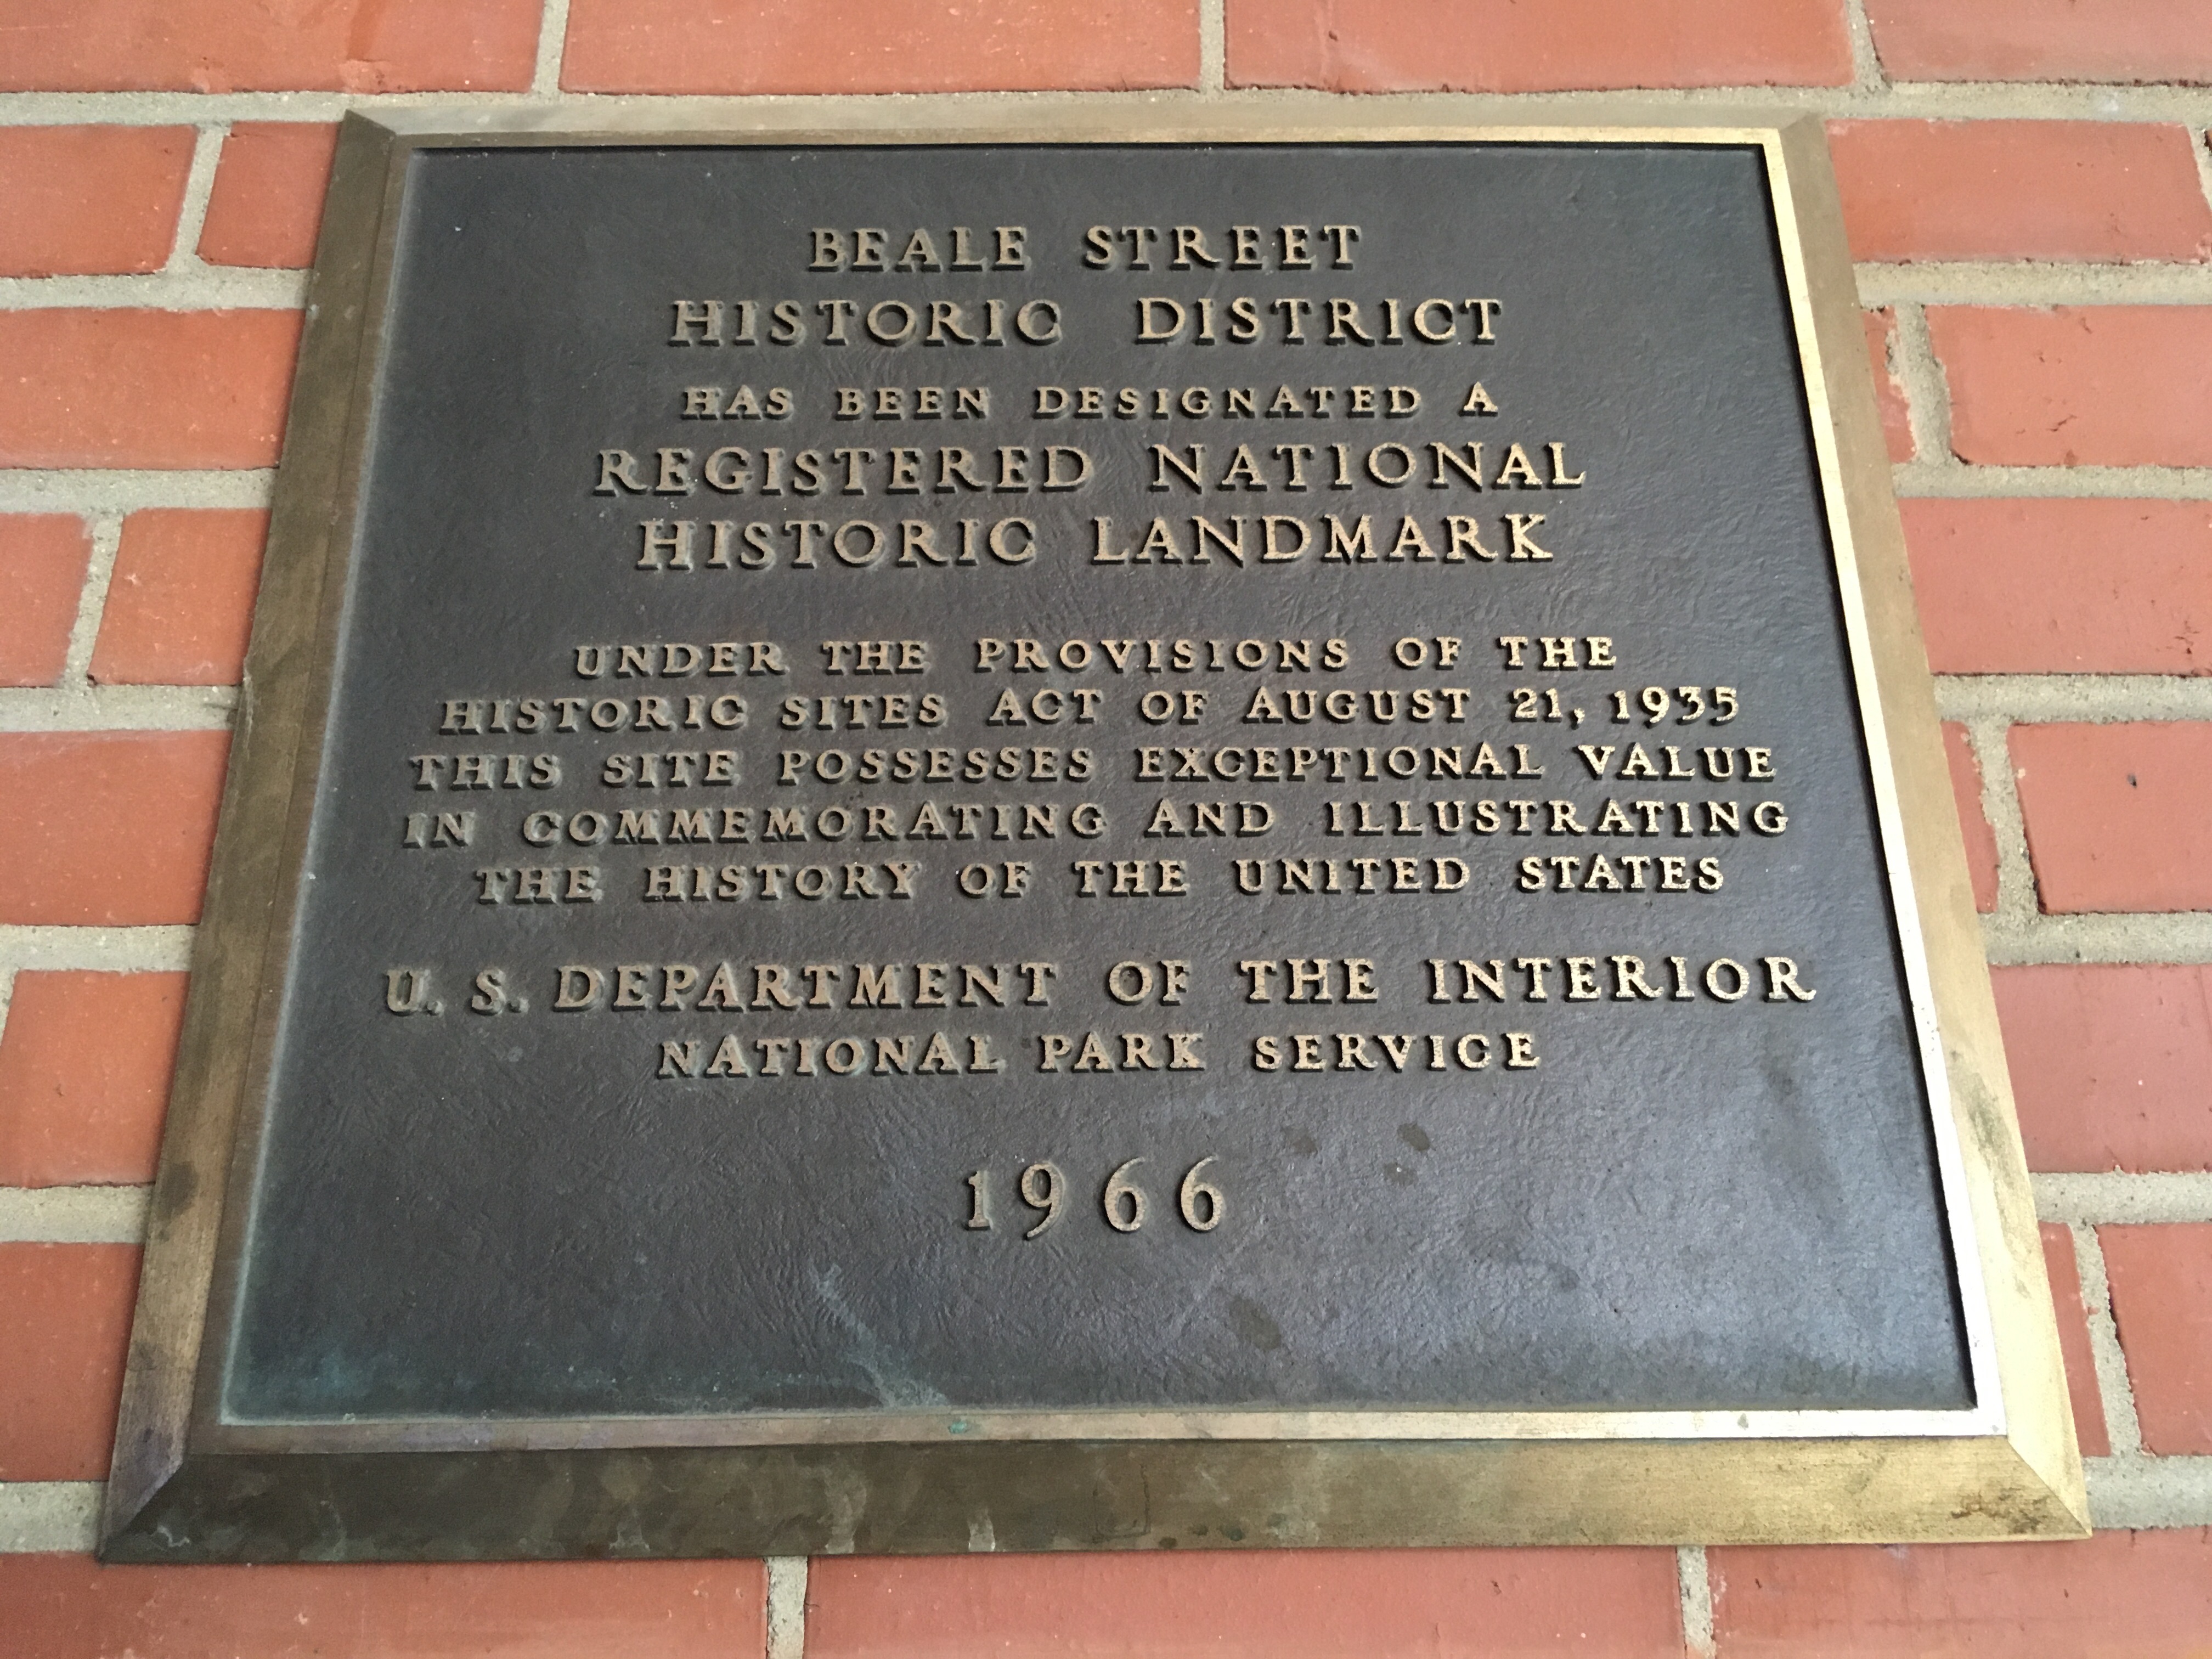 BEALE STREET
HISTORIC DISTRICT
HAS BEEN DESIGNATED A
REGISTERED NATIONAL
HISTORIC LANDMARK
UNDER THE PROVISIONS OF THE
HISTORIC SITES ACT OF AUGUST 21, 1935
THIS SITE POSSESSES EXCEPTIONAL VALUE
IN COMMEMORATING AND ILLUSTRATING
THE HISTORY OF THE UNITED STATES
U. S. DEPARTMENT OF THE INTERIOR
NATIONAL PARK SERVICE
1966